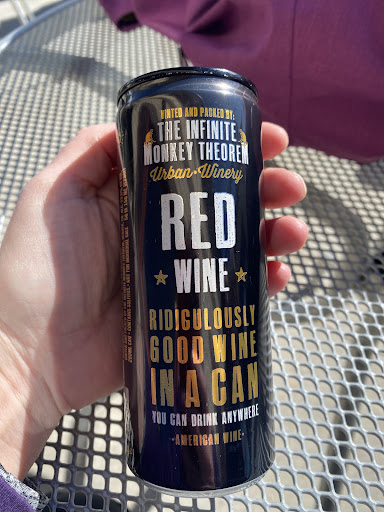 VINTED AND PACKED BY:
THE INFINITE
MONKEY THEOREM
Urban Winery
RED
WINE
RIDICULOUSLY
GOOD WINE
IN A CAN
YOU CAN DRINK ANYWHERE
·AMERICAN WINE·